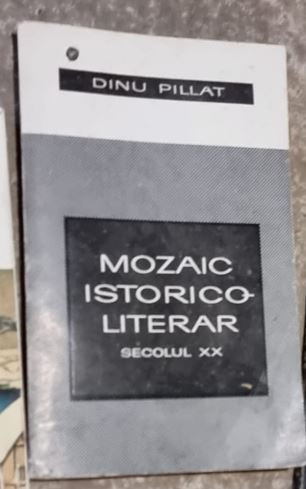 DINU PILLAT
MOZAIC
ISTORICO-
LITERAR
SECOLUL XX